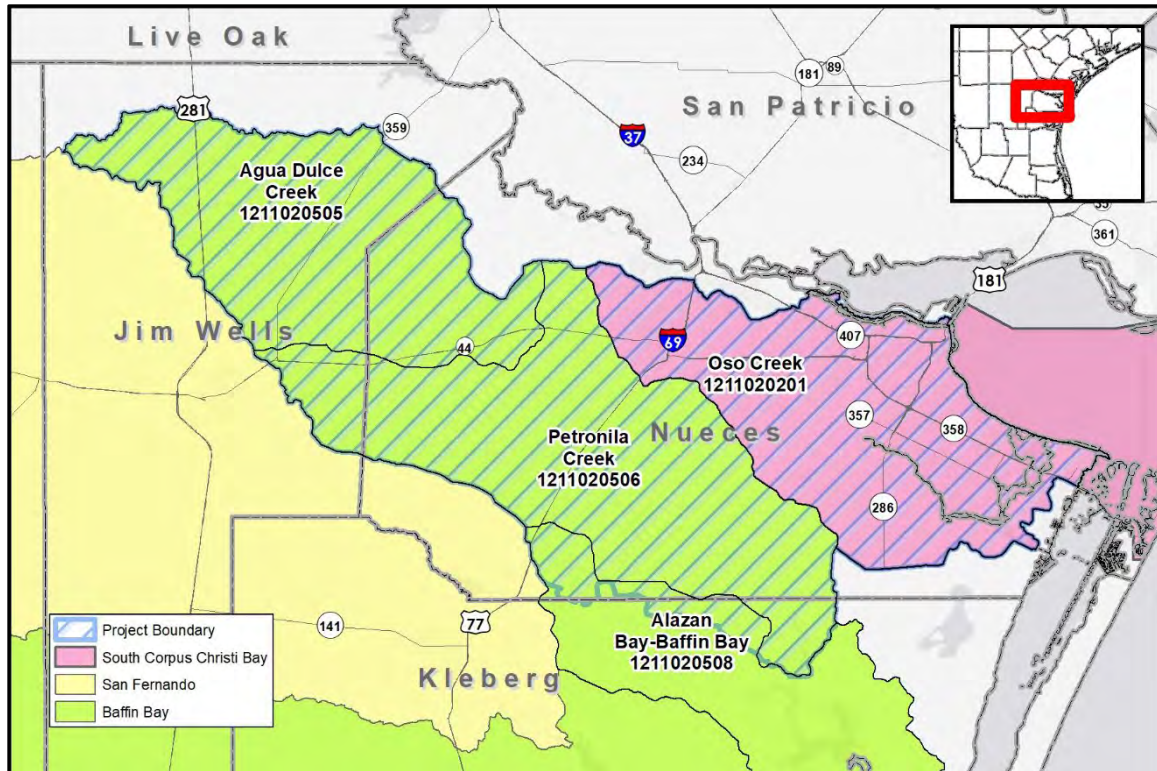 Live Oak
181
89
281
San Patricio
359
37
Agua Dulce
Creek
1211020505
234
361
181
Jim Wells
44
69
407
Oso Creek
1211020201
357
358
Petronila
Creek
1211020506
Nueces
286
Alazan
Bay-Baffin Bay
1211020508
141
77
Kleberg
Project Boundary
South Corpus Christi Bay
San Fernando
Baffin Bay